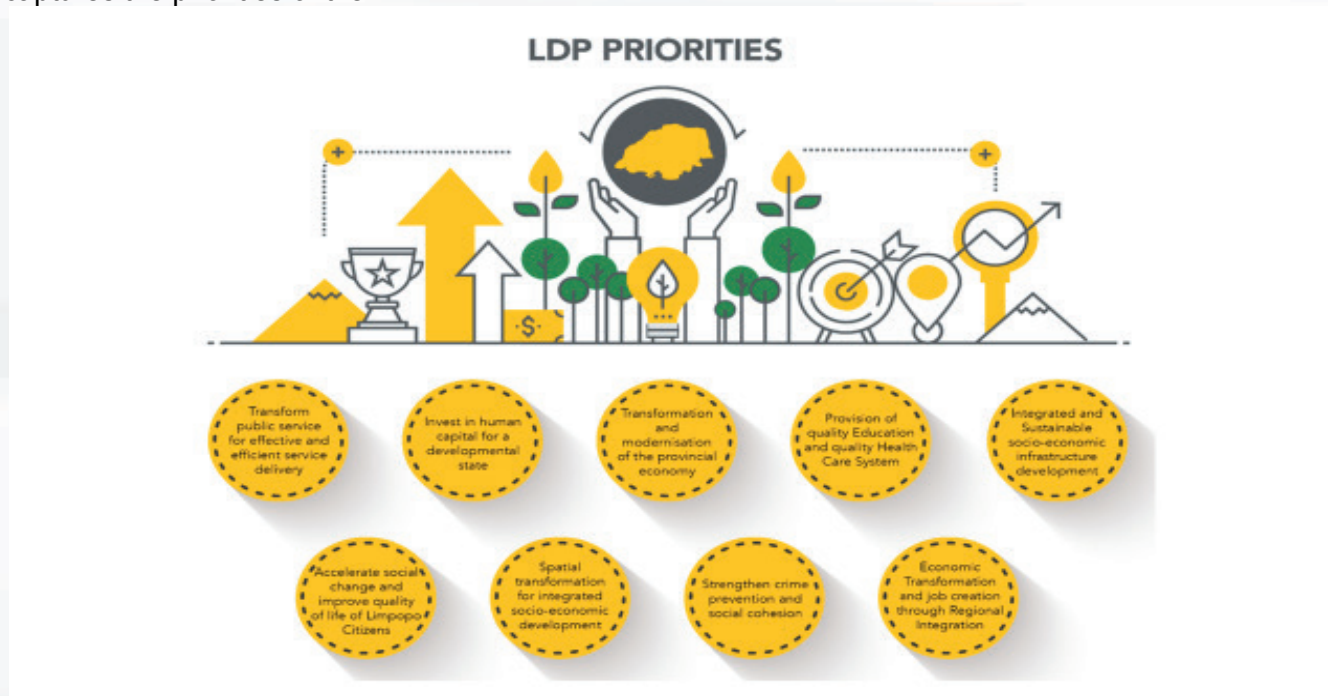 LDP PRIORITIES
$
Transform
public service
for effective and
efficient service
delivery
Invest in human
capital for a
developmental
state
Transformation
and
modernisation
of the provincial
economy
Provision of
quality Education
and quality Health
Care System
Integrated and
Sustainable
socio-economic
infrastructure
development
Accelerate social
change and
improve quality
of life of Limpopo
Citizens
Spatial
transformation
for integrated
socio-economic
development
Strengthen crime
prevention and
social cohesion
Economic
Transformation
and job creation
through Regional
Integration